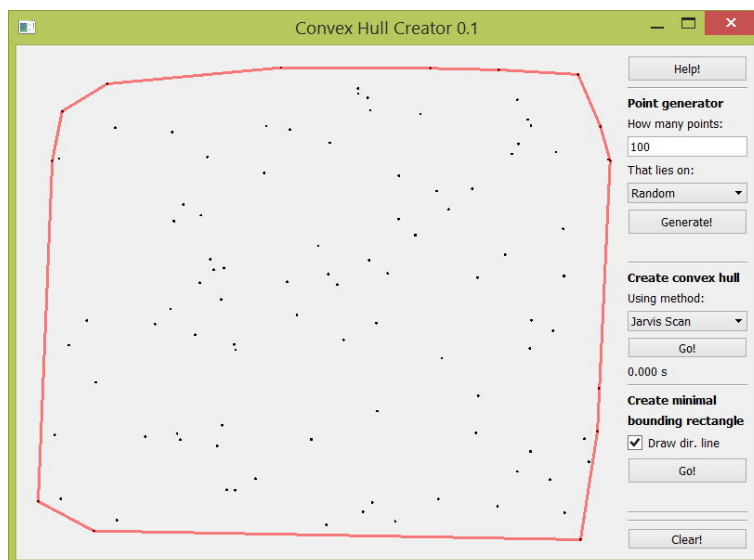 Convex Hull Creator 0.1
Help!
Point generator
How many points:
100
That lies on:
Random
Generate!
Create convex hull
Using method:
Jarvis Scan
Go!
0.000 s
Create minimal
bounding rectangle
Draw dir. line
Go!
Clear!